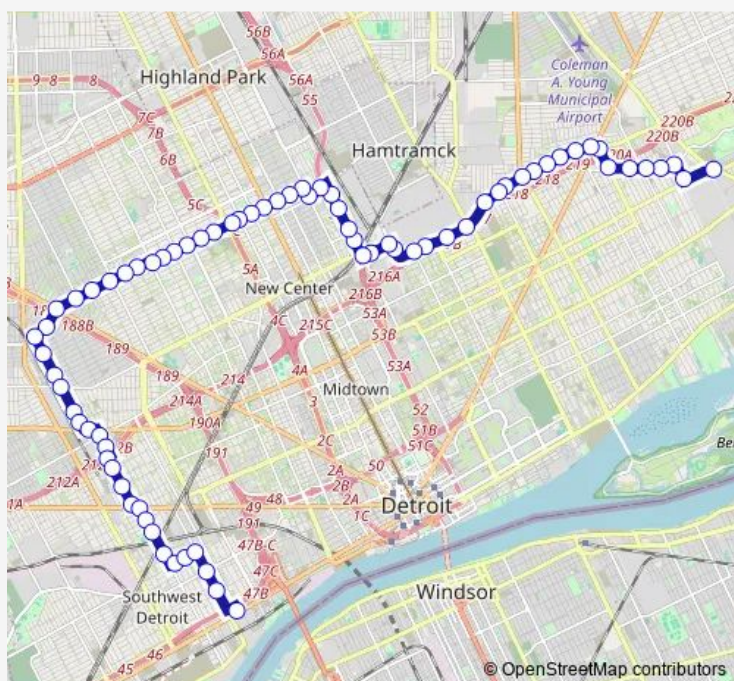 56B
56A
Highland Park
9 8
8
7C
7B
6B
55
56A
Coleman
A. Young
Municipal
Airport
Hamtramck
220B
220B
219
218
218
5C
5A
New Center
216A
216B
215C
53A
53B
4C
4A
188B
189
189
214
214A
190A
191
Midtown
53A
3
2C
52
51B
51C
50
2A
2B
2A
1C
48
49
191
212A
Detroit
47B-C
47C
47B
Southwest
Detroit
45
46
Windsor
© OpenStreetMap contributors